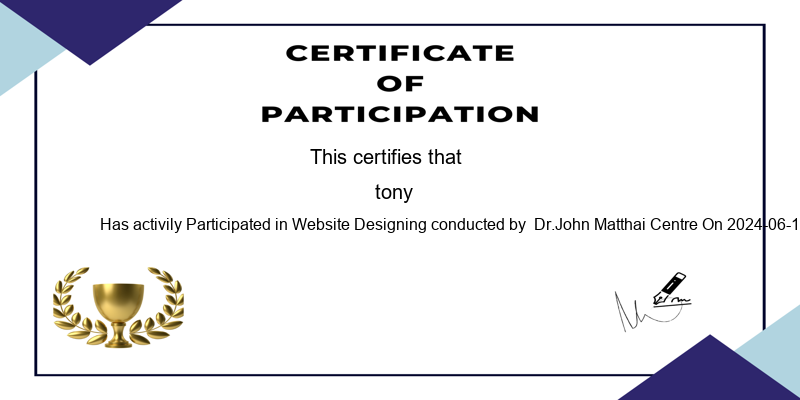 CERTIFICATE
OF
PARTICIPATION
This certifies that
tony
Has activily Participated in Website Designing conducted by Dr.John Matthai Centre On 2024-06-1